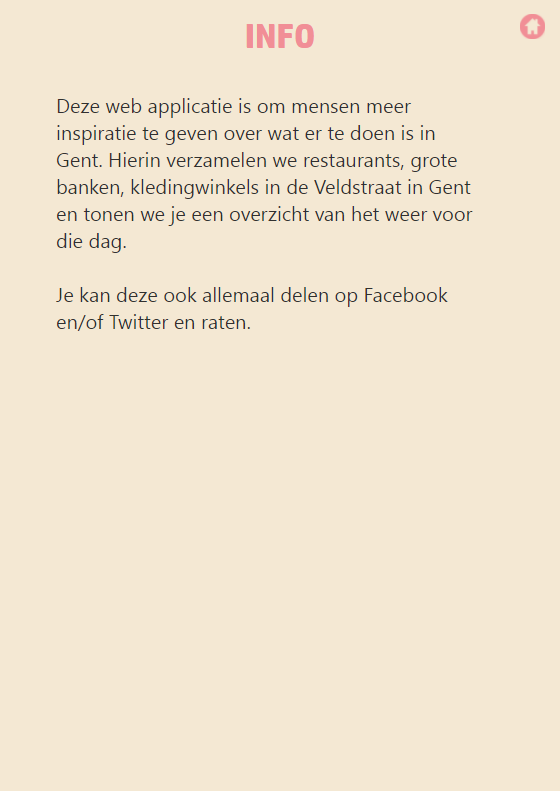 INFO
Deze web applicatie is om mensen meer
inspiratie te geven over wat er te doen is in
Gent. Hierin verzamelen we restaurants, grote
banken, kledingwinkels in de Veldstraat in Gent
en tonen we je een overzicht van het weer voor
die dag.
Je kan deze ook allemaal delen op Facebook
en/of Twitter en raten.